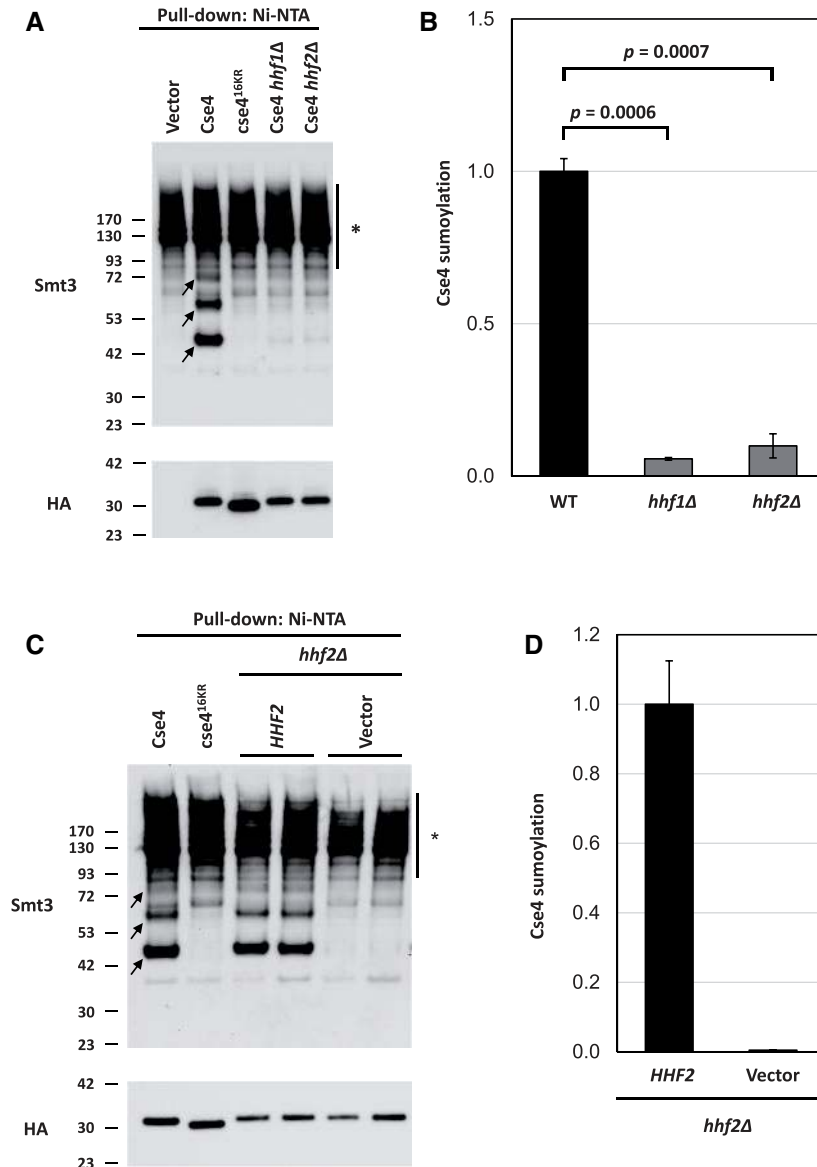 A
Pull-down: Ni-NTA
Vector
Cse4
cse4^16KR
Cse4 hhf1Δ
Cse4 hhf2Δ
170
130
93
72
Smt3
53
42
30
23
*
42
HA
30
23
B
1.5
p = 0.0007
p = 0.0006
1.0
Cse4 sumoylation
0.5
0.0
WT
hhf1Δ
hhf2Δ
C
Pull-down: Ni-NTA
hhf2Δ
Cse4
cse4^16KR
HHF2
Vector
170
130
93
72
Smt3
53
42
30
23
*
42
HA
30
23
D
1.2
1.0
0.8
Cse4 sumoylation
0.6
0.4
0.2
0.0
HHF2
Vector
hhf2Δ